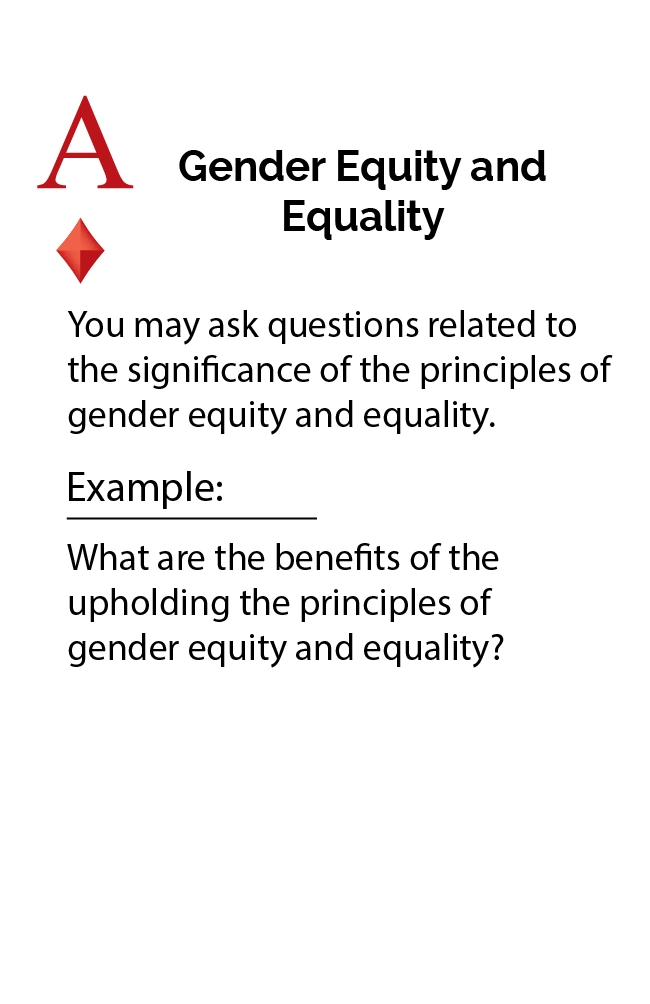 A
Gender Equity and
Equality
You may ask questions related to
the significance of the principles of
gender equity and equality.
Example:
What are the benefits of the
upholding the principles of
gender equity and equality?